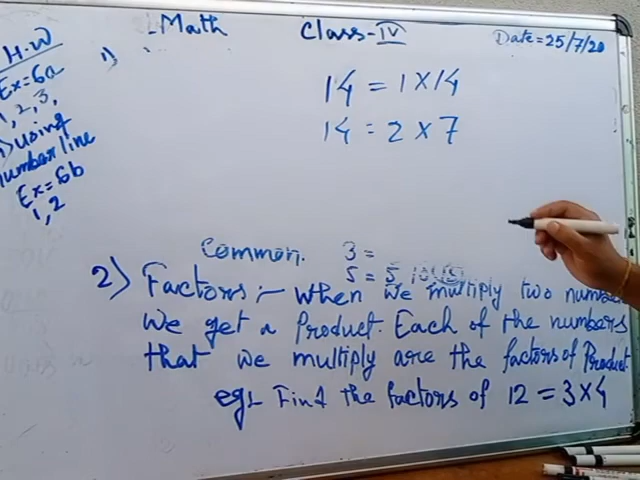 H.W
Ex=6a
1, 2, 3,
using
number line
Ex=6b
1, 2
Math
Class-IV
Date=25/7/20
1)
14 = 1×14
14 = 2×7
Common. 3 =
5 = 5, 10
2) Factors:- When we multiply two
We get a Product. Each of the numbers
that we multiply are the factors of Product.
eg:- Find the factors of 12 = 3×4